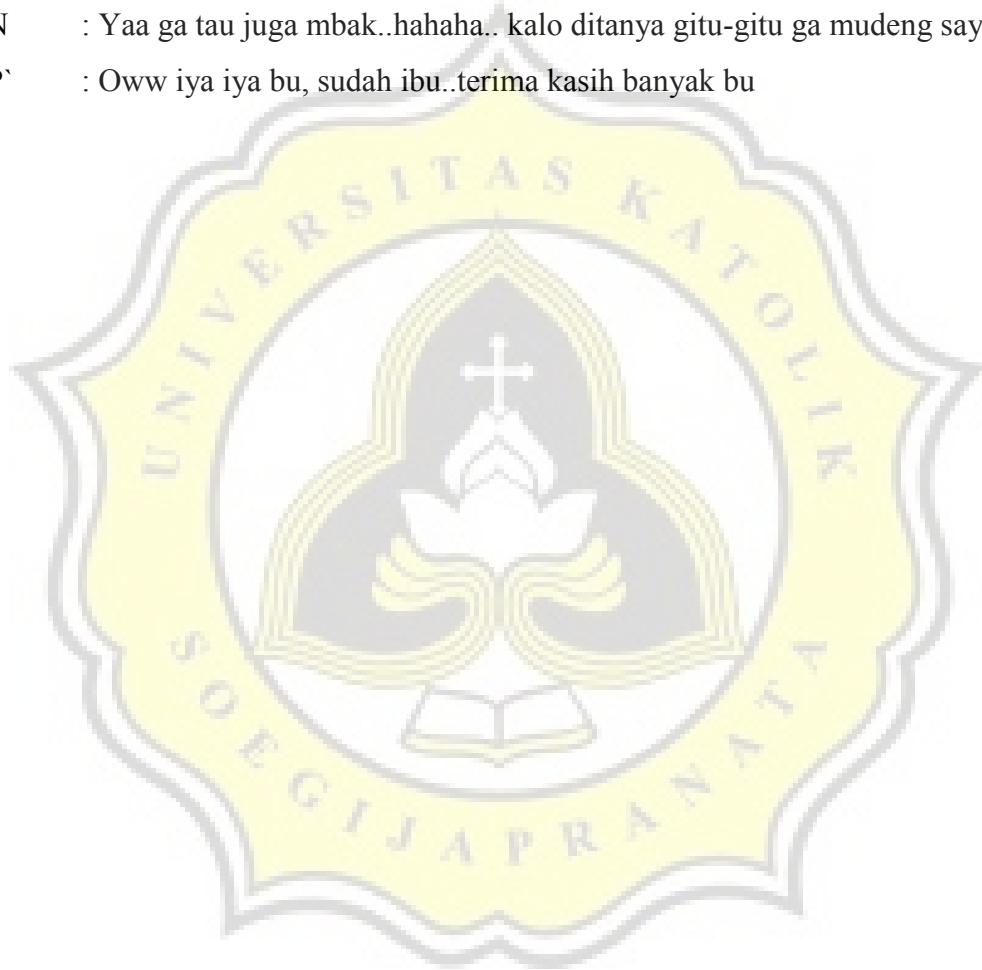 N : Yaa ga tau juga mbak..hahaha.. kalo ditanya gitu-gitu ga mudeng say
: Oww iya iya bu, sudah ibu..terima kasih banyak bu
UNIVERSITAS KATOLIK
SOEGIJAPRANATA